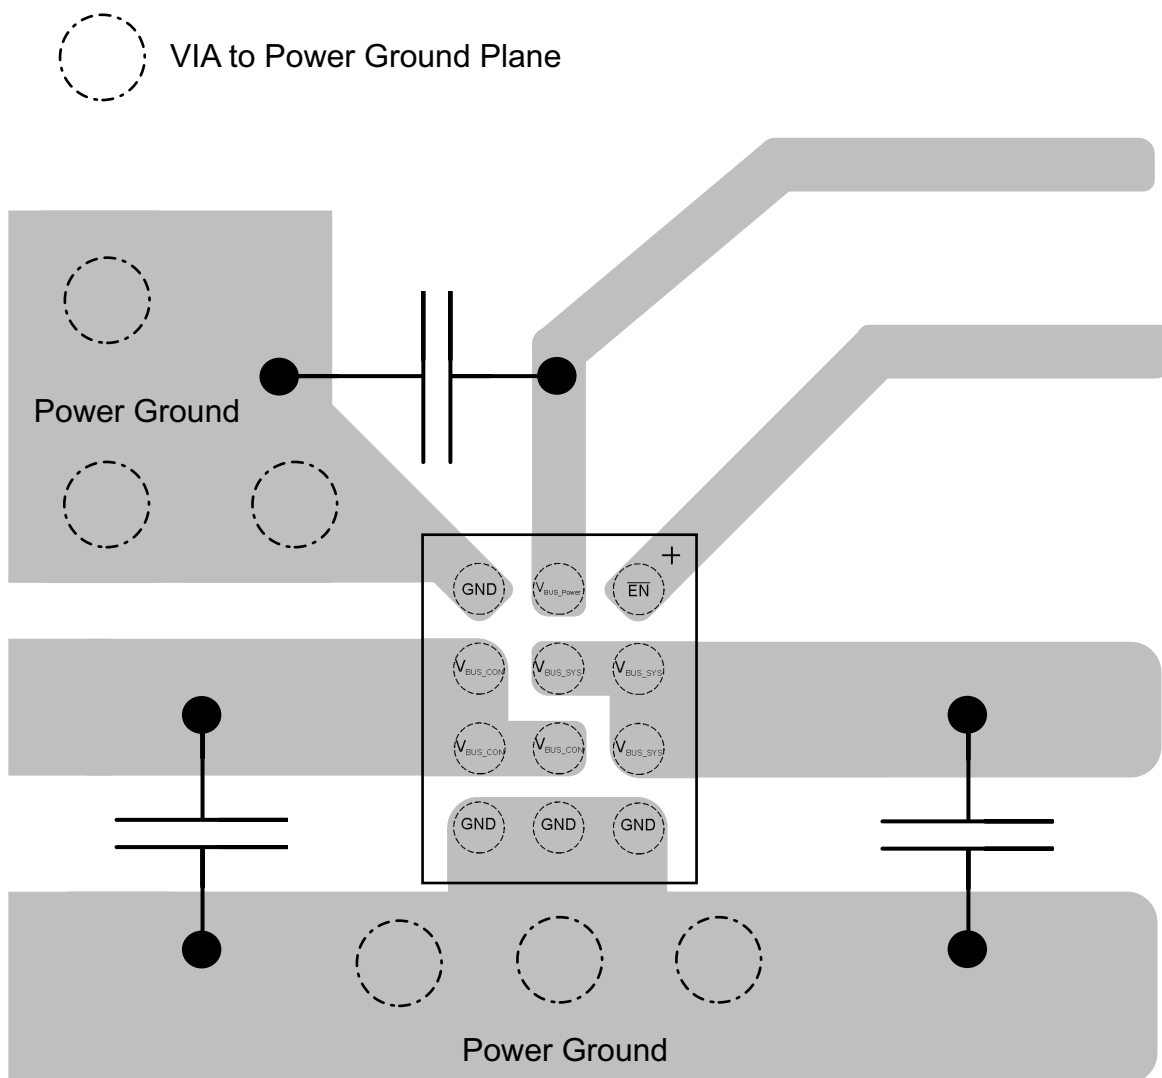 VIA to Power Ground Plane
Power Ground
+
GND VBUS_Power EN
VBUS_CON VBUS_SYS VBUS_SYS
VBUS_CON VBUS_CON VBUS_SYS
GND GND GND
Power Ground